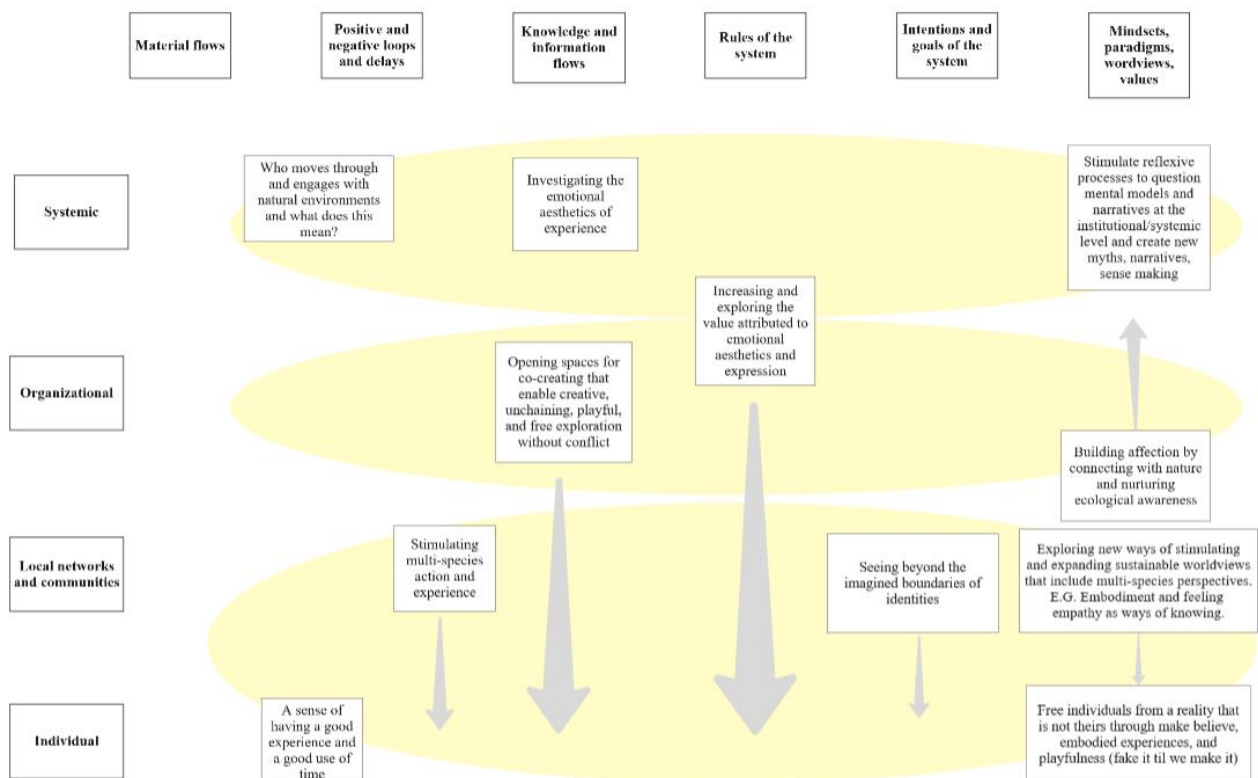 Material flows
Positive and
negative loops
and delays
Knowledge and
information
flows
Rules of the
system
Intentions and
goals of the
system
Mindsets,
paradigms,
wordviews,
values
Systemic
Who moves through
and engages with
natural environments
and what does this
mean?
Investigating the
emotional
aesthetics of
experience
Stimulate reflexive
processes to question
mental models and
narratives at the
institutional/systemic
level and create new
myths, narratives,
sense making
Increasing and
exploring the
value attributed to
emotional
aesthetics and
expression
Organizational
Opening spaces for
co-creating that
enable creative,
unchaining, playful,
and free exploration
without conflict
Building affection by
connecting with nature
and nurturing
ecological awareness
Local networks
and communities
Stimulating
multi-species
action and
experience
Seeing beyond the
imagined boundaries of
identities
Exploring new ways of stimulating
and expanding sustainable worldviews
that include multi-species perspectives.
E.G. Embodiment and feeling
empathy as ways of knowing.
Individual
A sense of
having a good
experience and
a good use of
time
Free individuals from a reality that
is not theirs through make believe,
embodied experiences, and
playfulness (fake it til we make it)